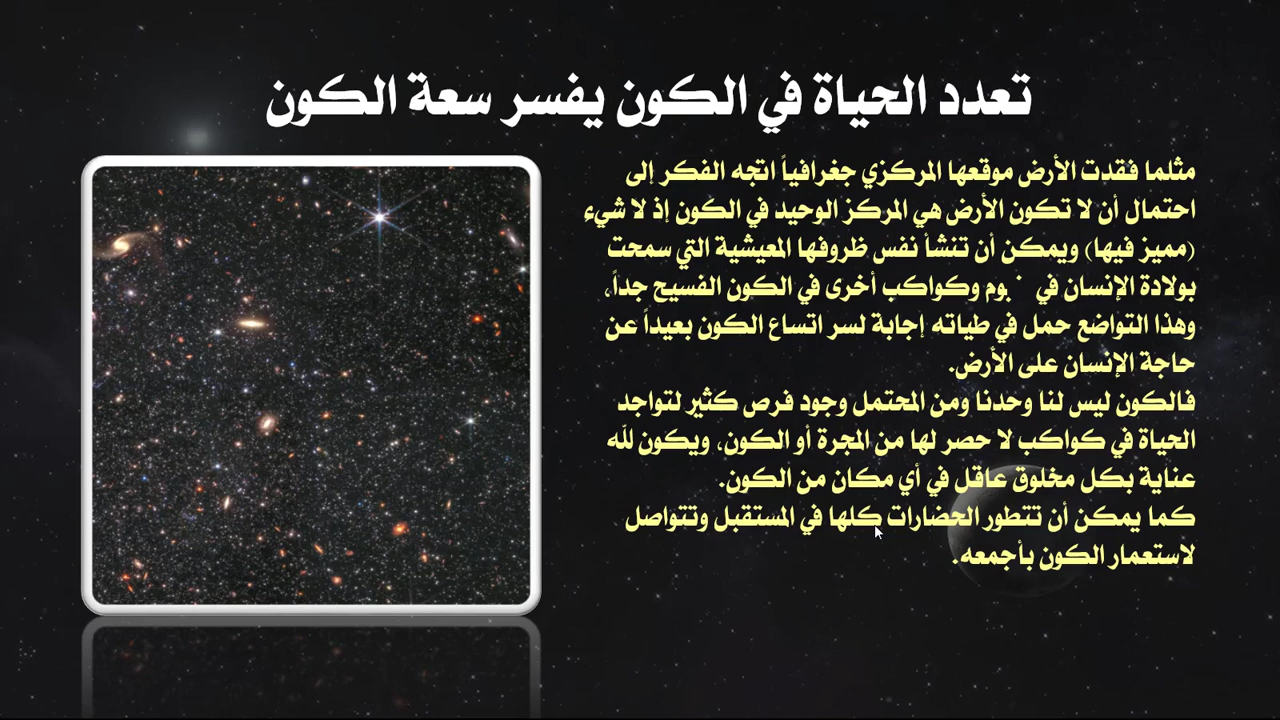 تعدد الحياة في الكون يفسر سعة الكون
مثلما فقدت الأرض موقعها المركزي جغرافياً اتجه الفكر إلى
احتمال أن لا تكون الأرض هي المركز الوحيد في الكون إذ لا شيء
(مميز فيها) ويمكن أن تنشأ نفس ظروفها المعيشية التي سمحت
بولادة الإنسان في وكواكب أخرى في الكون الفسيح جداً،
وهذا التواضع حمل في طياته إجابة لسر اتساع الكون بعيداً عن
حاجة الإنسان على الأرض.
فالكون ليس لنا وحدنا ومن المحتمل وجود فرص كثير لتواجد
الحياة في كواكب لا حصر لها من المجرة أو الكون، ويكون لله
عناية بكل مخلوق عاقل في أي مكان من الكون.
كما يمكن أن تتطور الحضارات كلها في المستقبل وتتواصل
لاستعمار الكون بأجمعه.